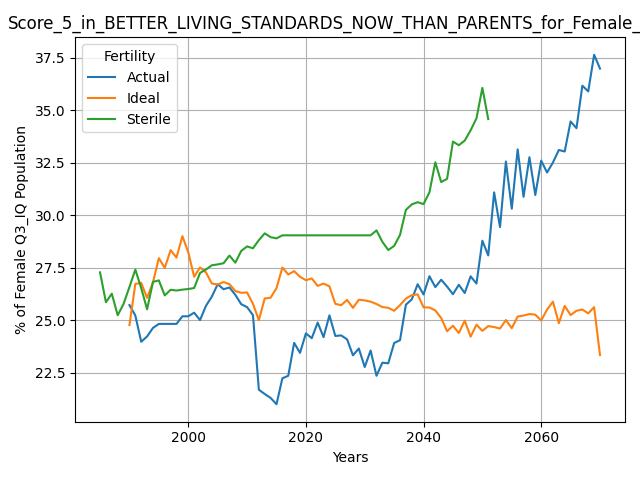 Score_5_in_BETTER_LIVING_STANDARDS_NOW_THAN_PARENTS_for_Female_
Fertility
Actual
Ideal
Sterile
% of Female Q3_IQ Population
37.5
35.0
32.5
30.0
27.5
25.0
22.5
2000
2020
2040
2060
Years